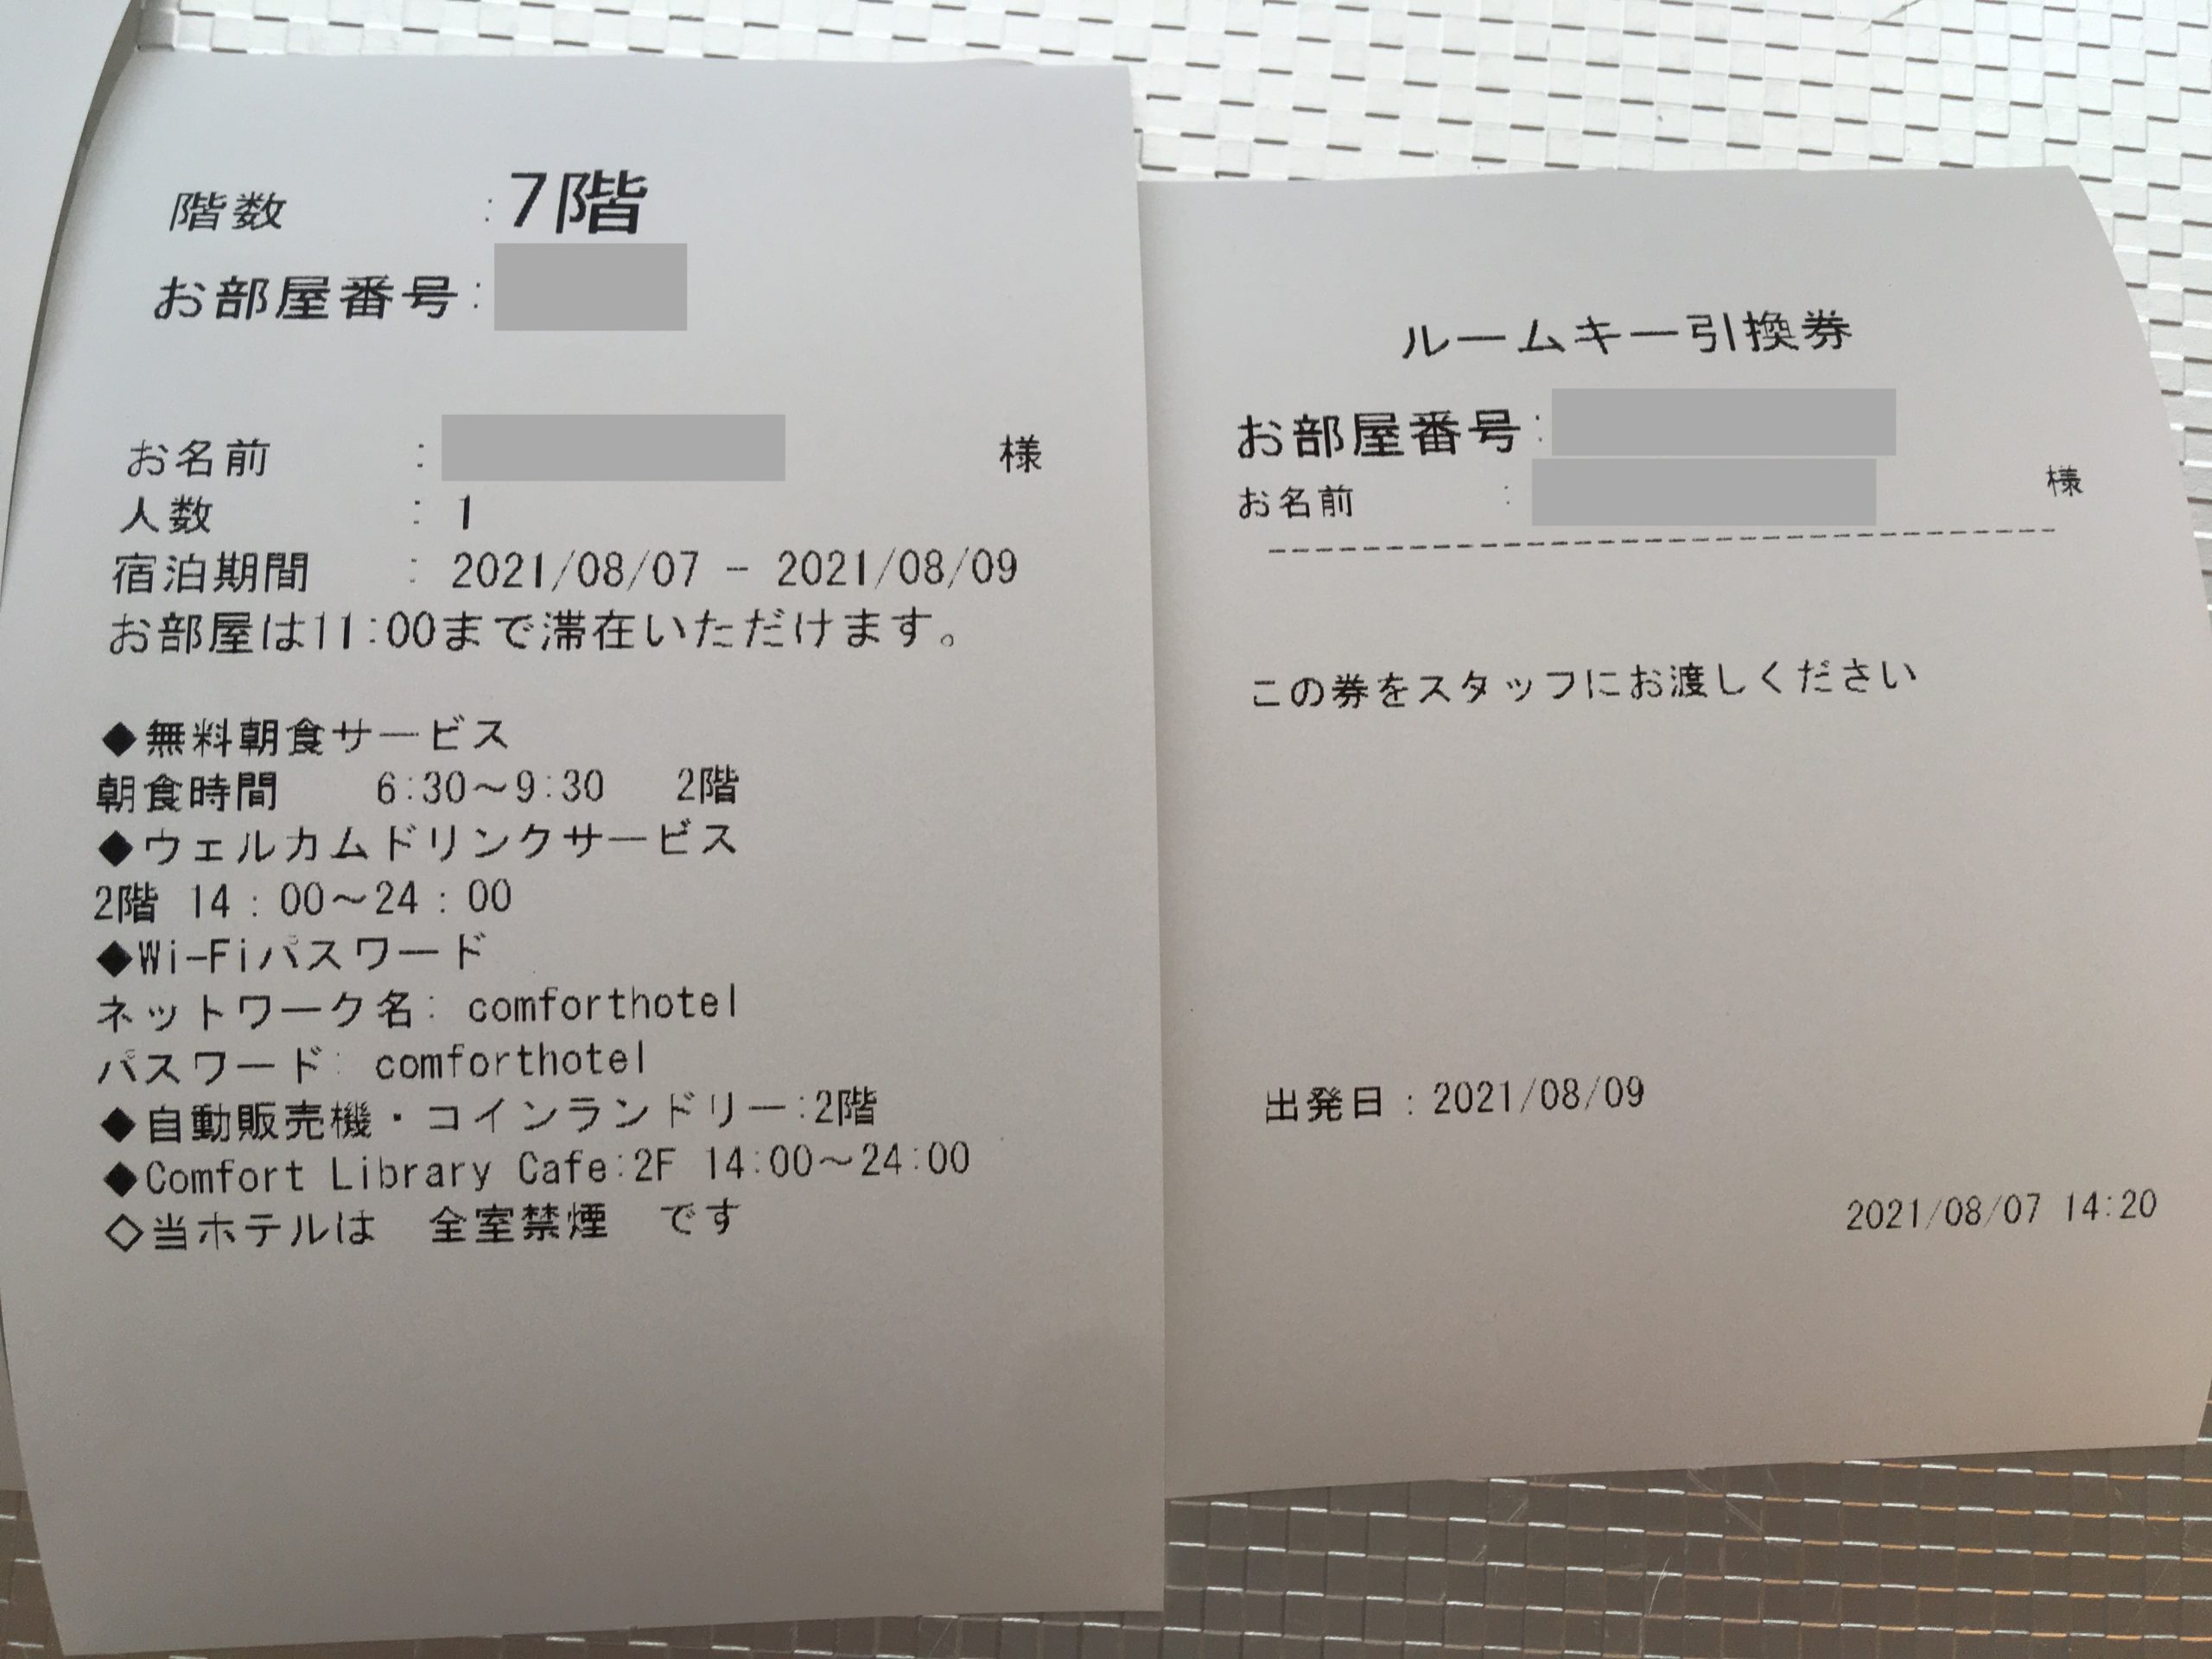 階数 : 7階
お部屋番号:
お名前 : 様
人数 : 1
宿泊期間 : 2021/08/07 - 2021/08/09
お部屋は11:00まで滞在いただけます。
◆無料朝食サービス
朝食時間 6:30～9:30 2階
◆ウェルカムドリンクサービス
2階 14：00～24：00
◆Wi-Fiパスワード
ネットワーク名: comforthotel
パスワード: comforthotel
◆自動販売機・コインランドリー:2階
◆Comfort Library Cafe:2F 14:00～24:00
◇当ホテルは 全室禁煙 です
ルームキー引換券
お部屋番号:
お名前 : 様
この券をスタッフにお渡しください
出発日：2021/08/09
2021/08/07 14:20